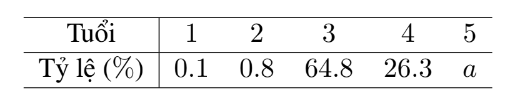 Tuổi 1 2 3 4 5
Tỷ lệ (%) 0.1 0.8 64.8 26.3 a